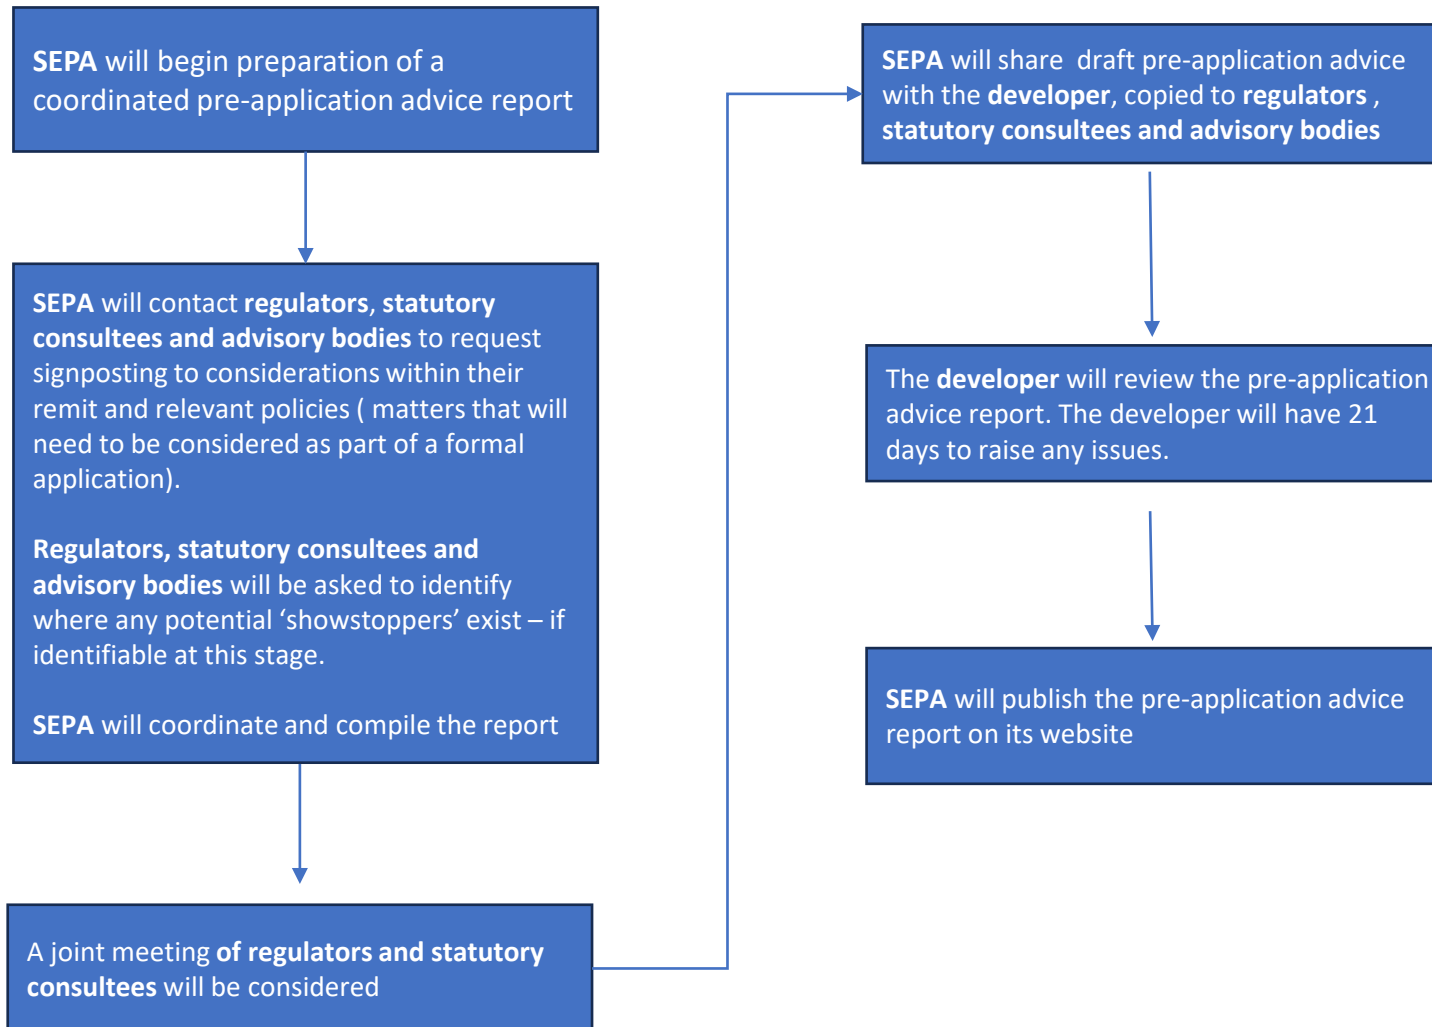 SEPA will begin preparation of a
coordinated pre-application advice report
SEPA will contact regulators, statutory
consultees and advisory bodies to request
signposting to considerations within their
remit and relevant policies ( matters that will
need to be considered as part of a formal
application).
Regulators, statutory consultees and
advisory bodies will be asked to identify
where any potential ‘showstoppers’ exist – if
identifiable at this stage.
SEPA will coordinate and compile the report
A joint meeting of regulators and statutory
consultees will be considered
SEPA will share  draft pre-application advice
with the developer, copied to regulators ,
statutory consultees and advisory bodies
The developer will review the pre-application
advice report. The developer will have 21
days to raise any issues.
SEPA will publish the pre-application advice
report on its website